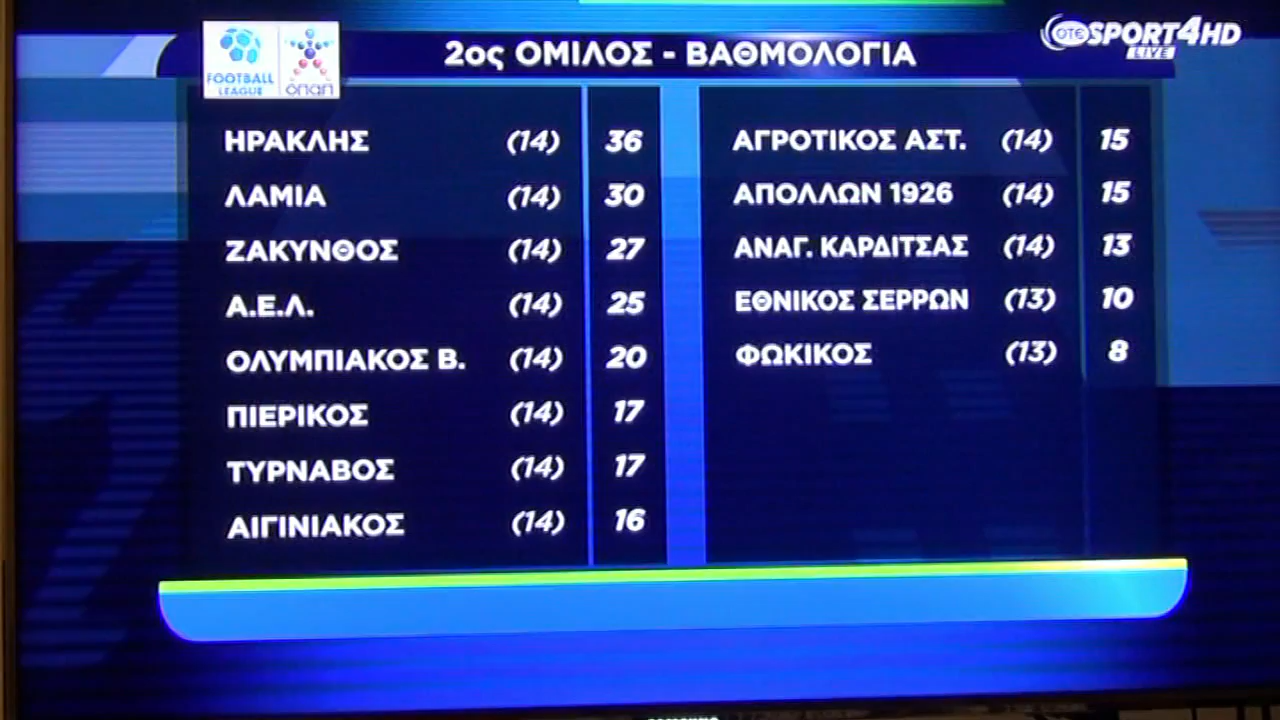 2ος ΟΜΙΛΟΣ - ΒΑΘΜΟΛΟΓΙΑ
FOOTBALL
LEAGUE
οπαπ
OTE SPORT4HD
LIVE
ΗΡΑΚΛΗΣ (14) 36
ΛΑΜΙΑ (14) 30
ΖΑΚΥΝΘΟΣ (14) 27
Α.Ε.Λ. (14) 25
ΟΛΥΜΠΙΑΚΟΣ Β. (14) 20
ΠΙΕΡΙΚΟΣ (14) 17
ΤΥΡΝΑΒΟΣ (14) 17
ΑΙΓΙΝΙΑΚΟΣ (14) 16
ΑΓΡΟΤΙΚΟΣ ΑΣΤ. (14) 15
ΑΠΟΛΛΩΝ 1926 (14) 15
ΑΝΑΓ. ΚΑΡΔΙΤΣΑΣ (14) 13
ΕΘΝΙΚΟΣ ΣΕΡΡΩΝ (13) 10
ΦΩΚΙΚΟΣ (13) 8